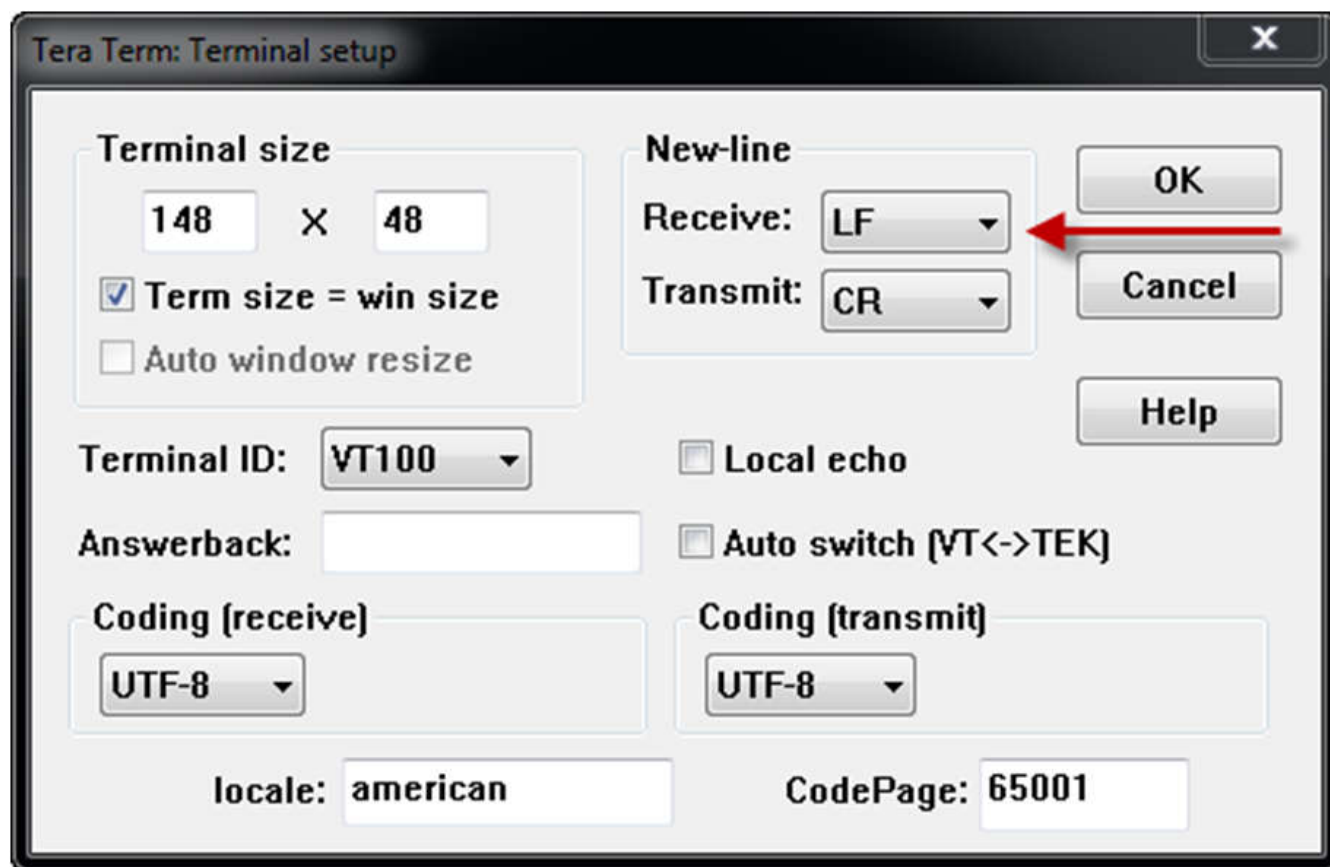 Tera Term: Terminal setup
x
Terminal size
148 X 48
Term size = win size
Auto window resize
New-line
Receive: LF
Transmit: CR
OK
Cancel
Help
Terminal ID: VT100
Local echo
Answerback:
Auto switch (VT<->TEK)
Coding (receive)
UTF-8
Coding (transmit)
UTF-8
locale: american
CodePage: 65001